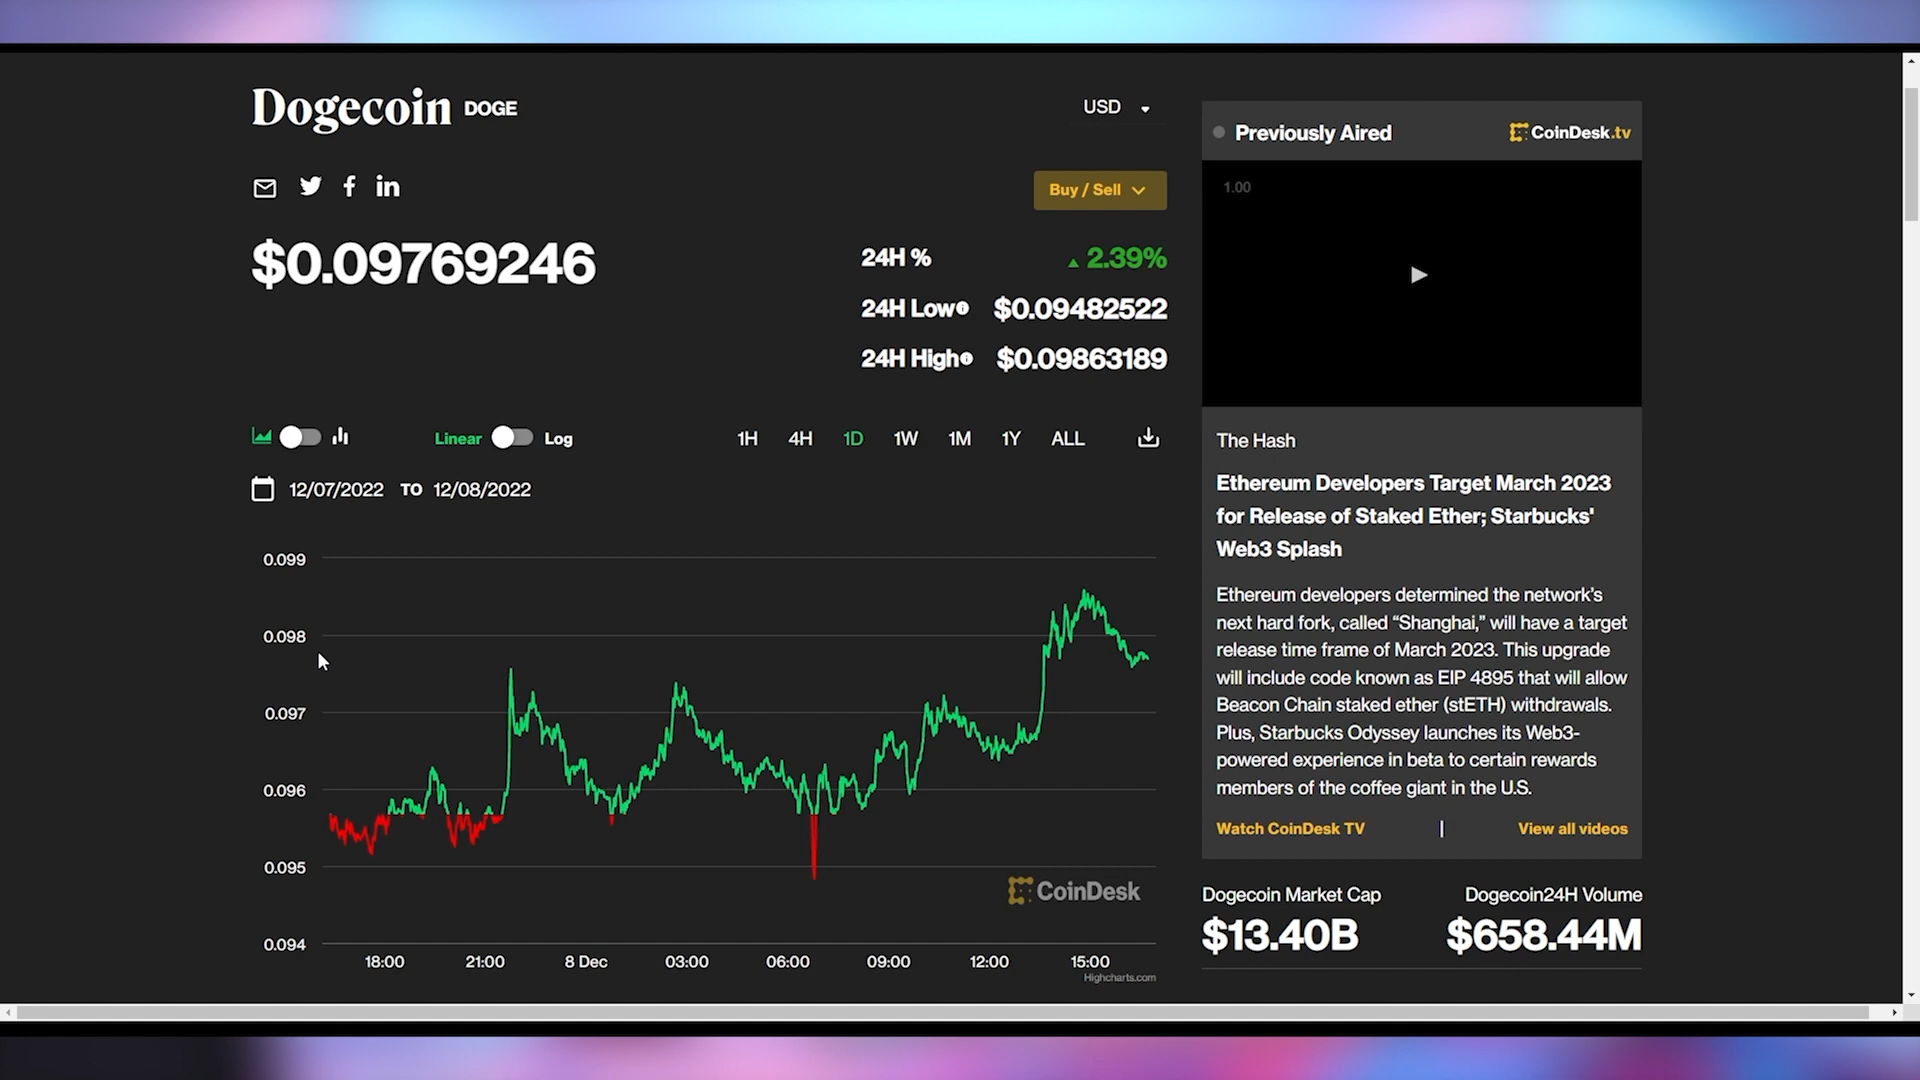 Dogecoin DOGE
USD
Buy / Sell
$0.09769246
24H % 2.39%
24H Low $0.09482522
24H High $0.09863189
Linear Log
1H 4H 1D 1W 1M 1Y ALL
12/07/2022 TO 12/08/2022
0.099
0.098
0.097
0.096
0.095
0.094
18:00 21:00 8 Dec 03:00 06:00 09:00 12:00 15:00
CoinDesk
Highcharts.com
Previously Aired
CoinDesk.tv
1.00
The Hash
Ethereum Developers Target March 2023
for Release of Staked Ether; Starbucks'
Web3 Splash
Ethereum developers determined the network’s
next hard fork, called “Shanghai,” will have a target
release time frame of March 2023. This upgrade
will include code known as EIP 4895 that will allow
Beacon Chain staked ether (stETH) withdrawals.
Plus, Starbucks Odyssey launches its Web3-
powered experience in beta to certain rewards
members of the coffee giant in the U.S.
Watch CoinDesk TV | View all videos
Dogecoin Market Cap
$13.40B
Dogecoin24H Volume
$658.44M